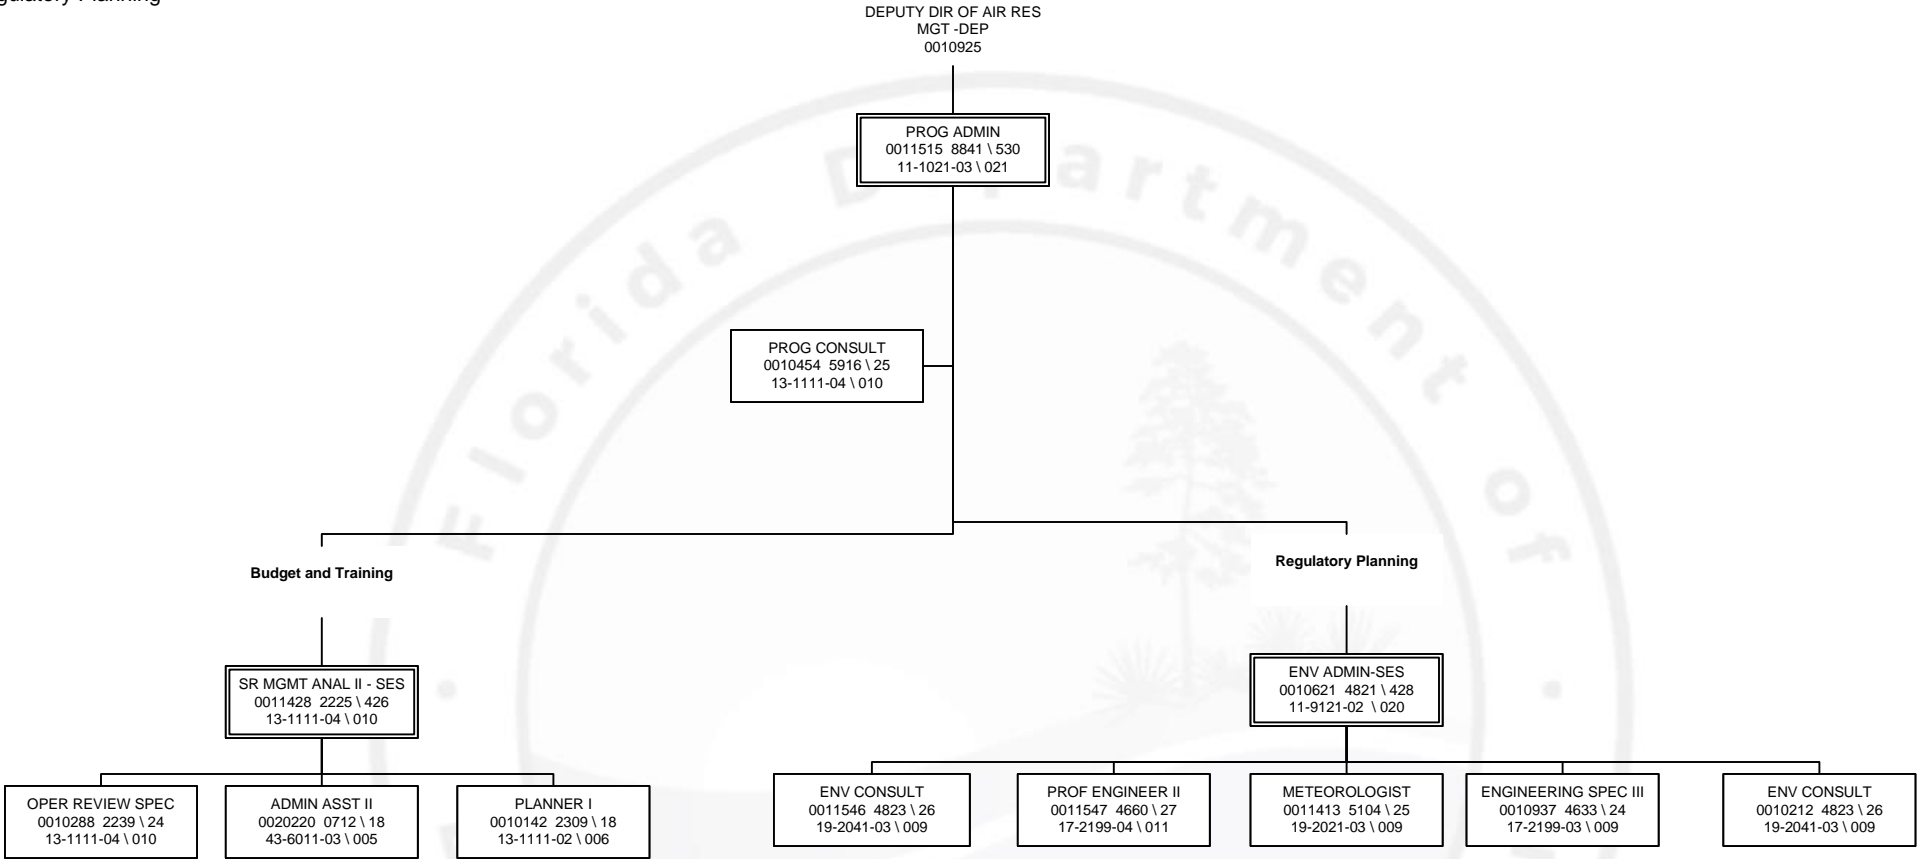 DEPUTY DIR OF AIR RES
MGT -DEP
0010925
PROG ADMIN
0011515 8841 \ 530
11-1021-03 \ 021
PROG CONSULT
0010454 5916 \ 25
13-1111-04 \ 010
Budget and Training
Regulatory Planning
SR MGMT ANAL II - SES
0011428 2225 \ 426
13-1111-04 \ 010
ENV ADMIN-SES
0010621 4821 \ 428
11-9121-02 \ 020
OPER REVIEW SPEC
0010288 2239 \ 24
13-1111-04 \ 010
ADMIN ASST II
0020220 0712 \ 18
43-6011-03 \ 005
PLANNER I
0010142 2309 \ 18
13-1111-02 \ 006
ENV CONSULT
0011546 4823 \ 26
19-2041-03 \ 009
PROF ENGINEER II
0011547 4660 \ 27
17-2199-04 \ 011
METEOROLOGIST
0011413 5104 \ 25
19-2021-03 \ 009
ENGINEERING SPEC III
0010937 4633 \ 24
17-2199-03 \ 009
ENV CONSULT
0010212 4823 \ 26
19-2041-03 \ 009
Florida Department of